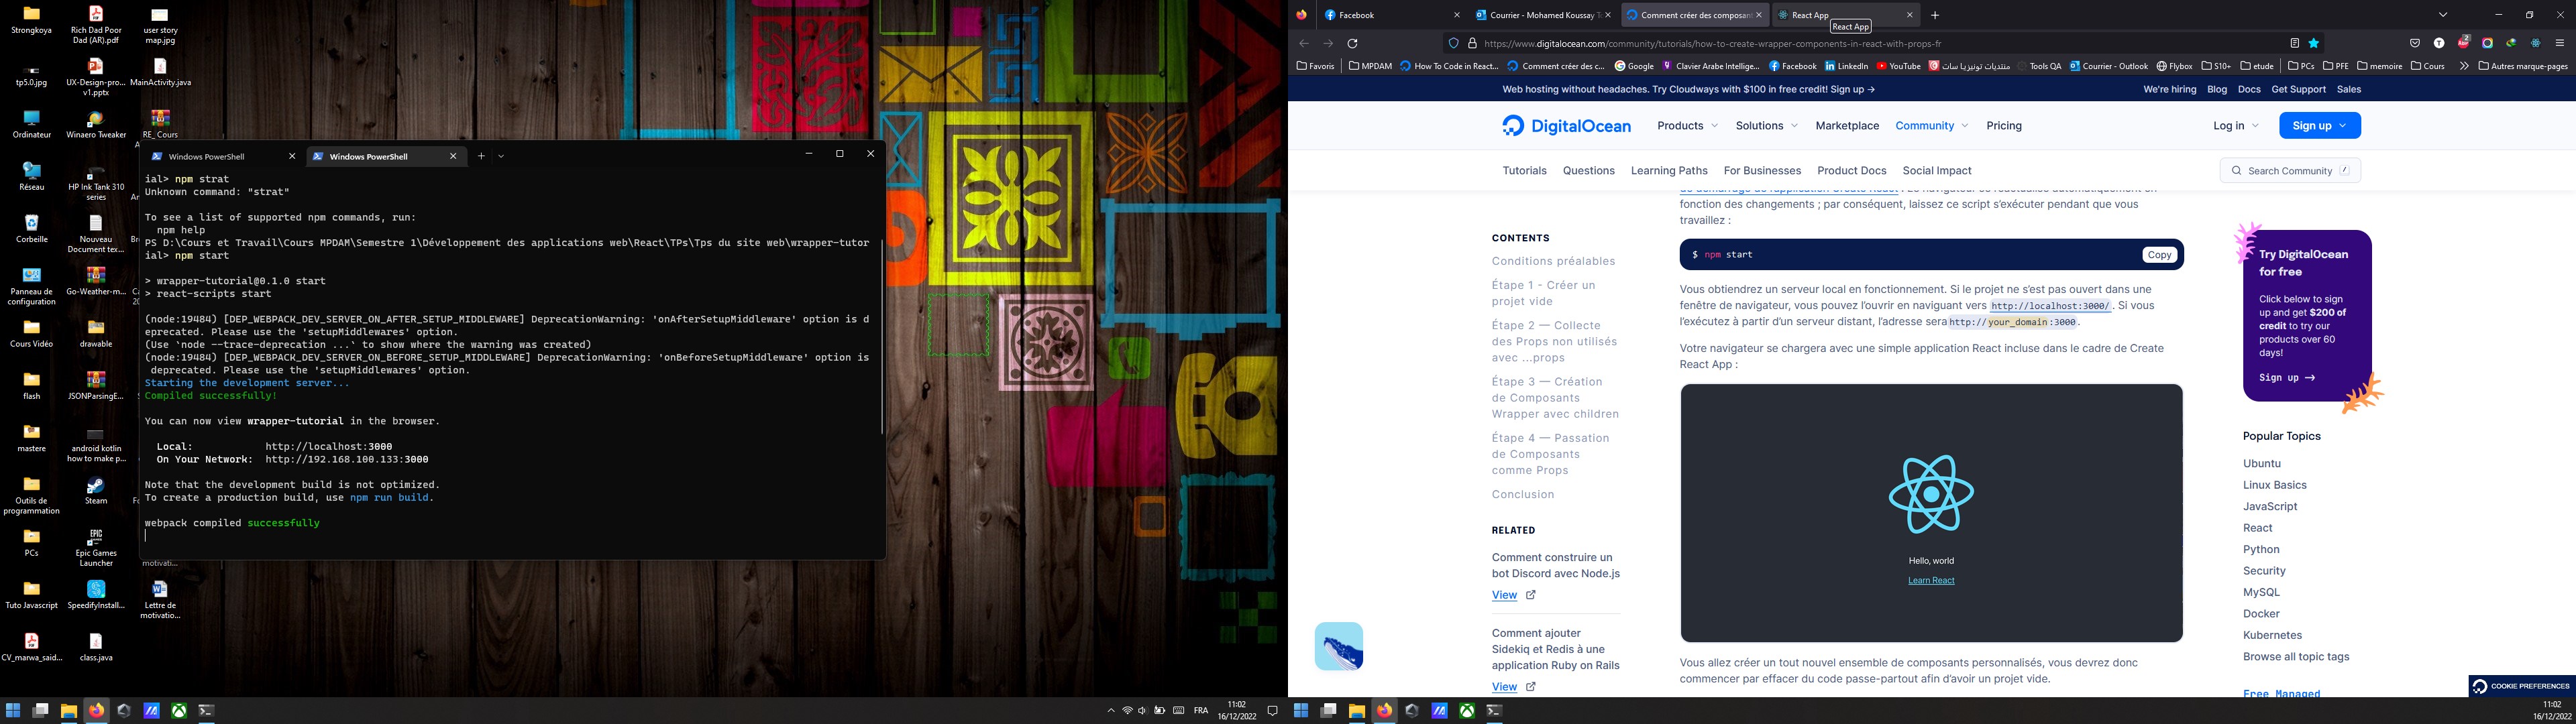 Strongkoya
Rich Dad Poor
Dad (AR).pdf
user story
map.jpg
tp5.0.jpg
UX-Design-pro...
v1.pptx
MainActivity.java
Ordinateur
Winaero Tweaker
RE_ Cours
Réseau
HP Ink Tank 310
series
Corbeille
Nouveau
Document tex...
Panneau de
configuration
Go-Weather-m...
Cours Vidéo
drawable
flash
JSONParsingE...
mastere
android kotlin
how to make p...
Outils de
programmation
Steam
PCs
Epic Games
Launcher
motivati...
Tuto Javascript
SpeedifyInstall...
Lettre de
motivatio...
CV_marwa_said...
class.java
Windows PowerShell
Windows PowerShell
ial> npm strat
Unknown command: "strat"
To see a list of supported npm commands, run:
npm help
PS D:\Cours et Travail\Cours MPDAM\Semestre 1\Développement des applications web\React\TPs\Tps du site web\wrapper-tutor
ial> npm start
> wrapper-tutorial@0.1.0 start
> react-scripts start
(node:19484) [DEP_WEBPACK_DEV_SERVER_ON_AFTER_SETUP_MIDDLEWARE] DeprecationWarning: 'onAfterSetupMiddleware' option is d
eprecated. Please use the 'setupMiddlewares' option.
(Use `node --trace-deprecation ...` to show where the warning was created)
(node:19484) [DEP_WEBPACK_DEV_SERVER_ON_BEFORE_SETUP_MIDDLEWARE] DeprecationWarning: 'onBeforeSetupMiddleware' option is
deprecated. Please use the 'setupMiddlewares' option.
Starting the development server...
Compiled successfully!
You can now view wrapper-tutorial in the browser.
Local: http://localhost:3000
On Your Network: http://192.168.100.133:3000
Note that the development build is not optimized.
To create a production build, use npm run build.
webpack compiled successfully
FRA
11:02
16/12/2022
Facebook
Courrier - Mohamed Koussay T
Comment créer des composant
React App
React App
https://www.digitalocean.com/community/tutorials/how-to-create-wrapper-components-in-react-with-props-fr
2
Favoris
MPDAM
How To Code in React...
Comment créer des c...
Google
Clavier Arabe Intellige...
Facebook
LinkedIn
YouTube
منتديات تونيزيا سات
Tools QA
Courrier - Outlook
Flybox
S10+
etude
PCs
PFE
memoire
Cours
Autres marque-pages
Web hosting without headaches. Try Cloudways with $100 in free credit! Sign up →
We're hiring
Blog
Docs
Get Support
Sales
DigitalOcean
Products
Solutions
Marketplace
Community
Pricing
Log in
Sign up
Tutorials
Questions
Learning Paths
For Businesses
Product Docs
Social Impact
Search Community /
CONTENTS
Conditions préalables
Étape 1 - Créer un
projet vide
Étape 2 — Collecte
des Props non utilisés
avec ...props
Étape 3 — Création
de Composants
Wrapper avec children
Étape 4 — Passation
de Composants
comme Props
Conclusion
RELATED
Comment construire un
bot Discord avec Node.js
View
Comment ajouter
Sidekiq et Redis à une
application Ruby on Rails
View
fonction des changements ; par conséquent, laissez ce script s'exécuter pendant que vous
travaillez :
$ npm start
Copy
Vous obtiendrez un serveur local en fonctionnement. Si le projet ne s'est pas ouvert dans une
fenêtre de navigateur, vous pouvez l'ouvrir en naviguant vers http://localhost:3000/. Si vous
l'exécutez à partir d'un serveur distant, l'adresse sera http://your_domain:3000.
Votre navigateur se chargera avec une simple application React incluse dans le cadre de Create
React App :
Hello, world
Learn React
Vous allez créer un tout nouvel ensemble de composants personnalisés, vous devrez donc
commencer par effacer du code passe-partout afin d'avoir un projet vide.
Try DigitalOcean
for free
Click below to sign
up and get $200 of
credit to try our
products over 60
days!
Sign up →
Popular Topics
Ubuntu
Linux Basics
JavaScript
React
Python
Security
MySQL
Docker
Kubernetes
Browse all topic tags
Free Managed
COOKIE PREFERENCES
11:02
16/12/2022